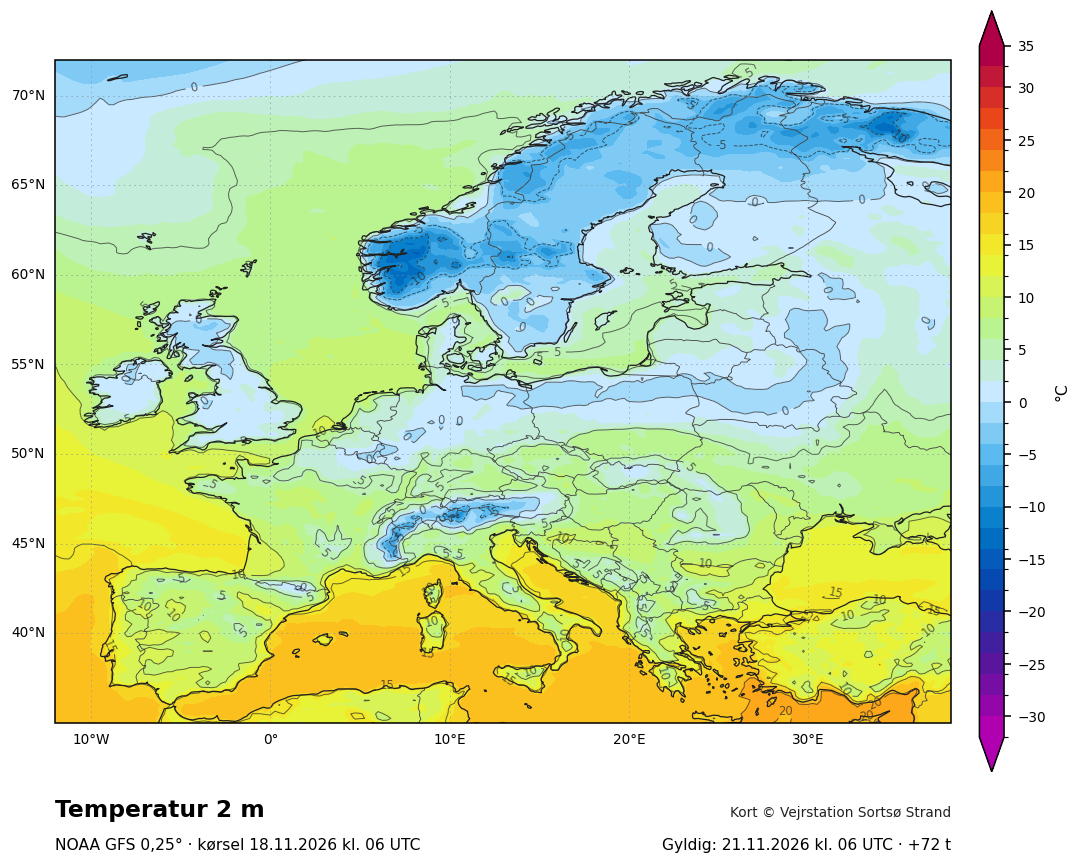 70°N
65°N
60°N
55°N
50°N
45°N
40°N
10°W 0° 10°E 20°E 30°E
35
30
25
20
15
10
5
0
−5
−10
−15
−20
−25
−30
°C
Temperatur 2 m
Kort © Vejrstation Sortsø Strand
NOAA GFS 0,25° · kørsel 18.11.2026 kl. 06 UTC
Gyldig: 21.11.2026 kl. 06 UTC · +72 t